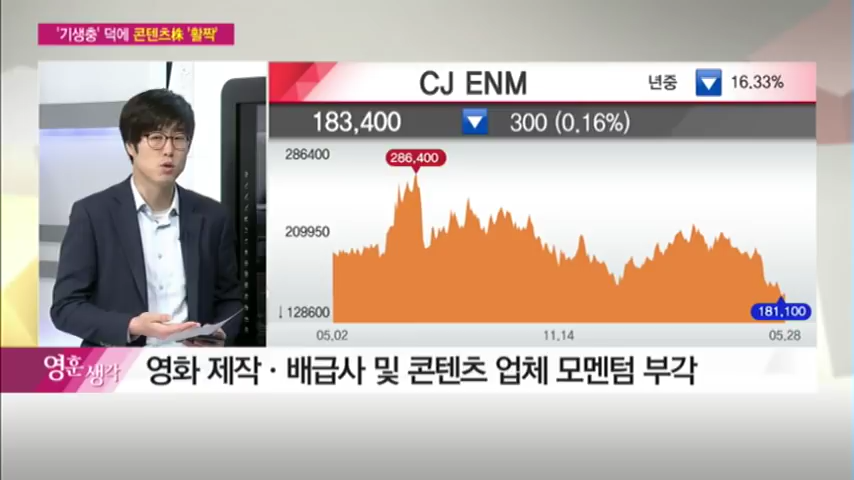 '기생충' 덕에 콘텐츠株 '활짝'
CJ ENM 년중 ▼ 16.33%
183,400 ▼ 300 (0.16%)
286400
286,400
209950
↓128600
181,100
05.02 11.14 05.28
영훈생각
영화 제작·배급사 및 콘텐츠 업체 모멘텀 부각